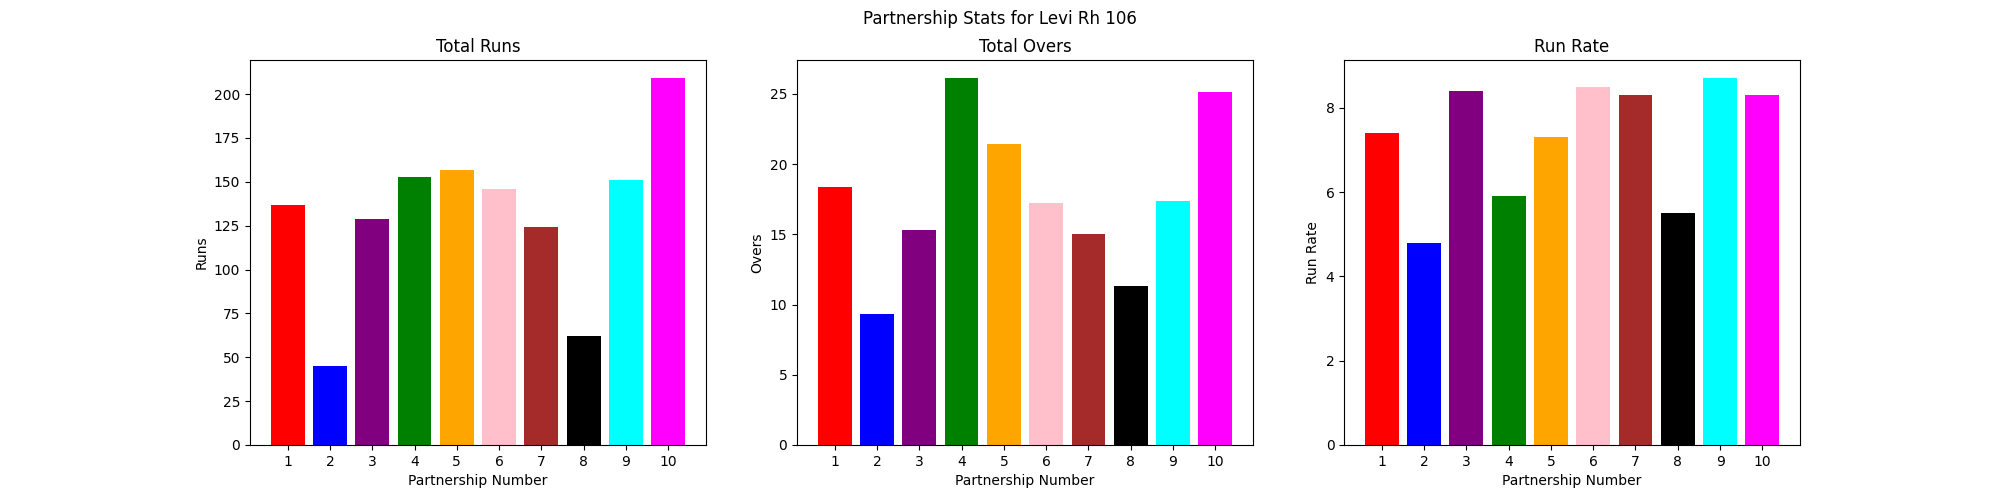 Partnership Stats for Levi Rh 106
Total Runs
Runs
200
175
150
125
100
75
50
25
0
1 2 3 4 5 6 7 8 9 10
Partnership Number
Total Overs
Overs
25
20
15
10
5
0
1 2 3 4 5 6 7 8 9 10
Partnership Number
Run Rate
Run Rate
8
6
4
2
0
1 2 3 4 5 6 7 8 9 10
Partnership Number